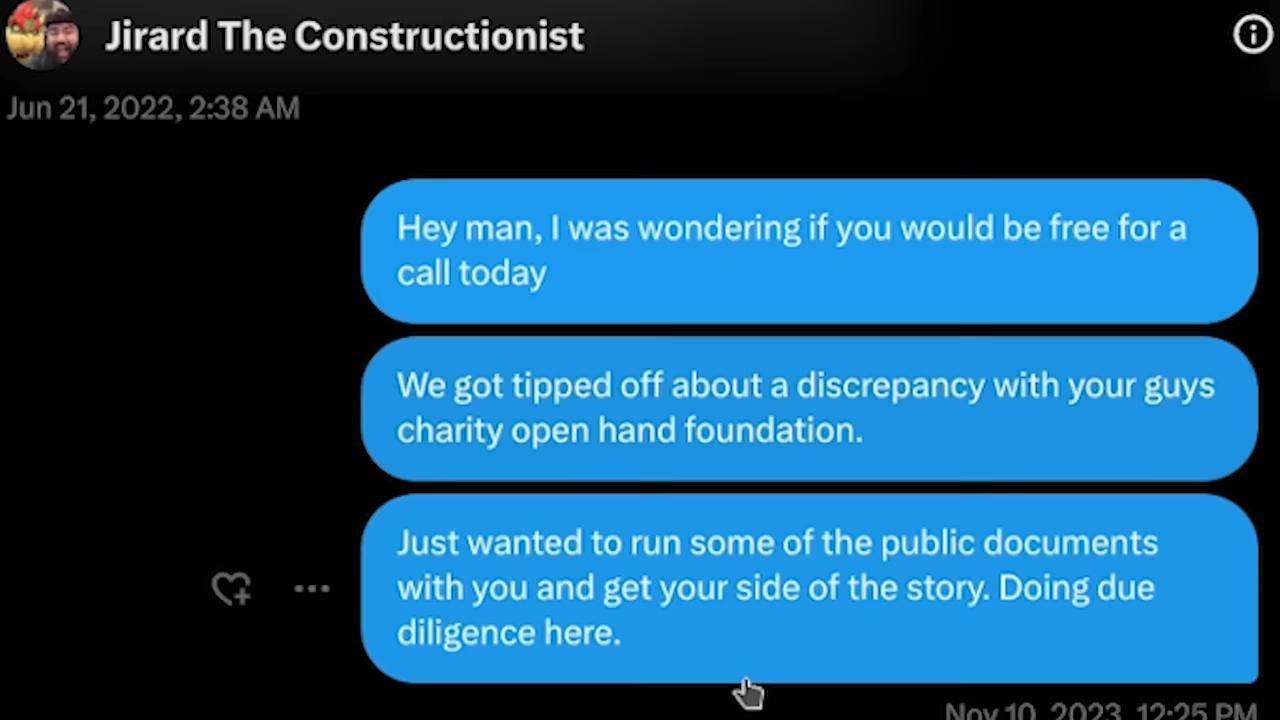 Jirard The Constructionist
Jun 21, 2022, 2:38 AM
Hey man, I was wondering if you would be free for a
call today
We got tipped off about a discrepancy with your guys
charity open hand foundation.
Just wanted to run some of the public documents
with you and get your side of the story. Doing due
diligence here.
Nov 10, 2023, 12:25 PM